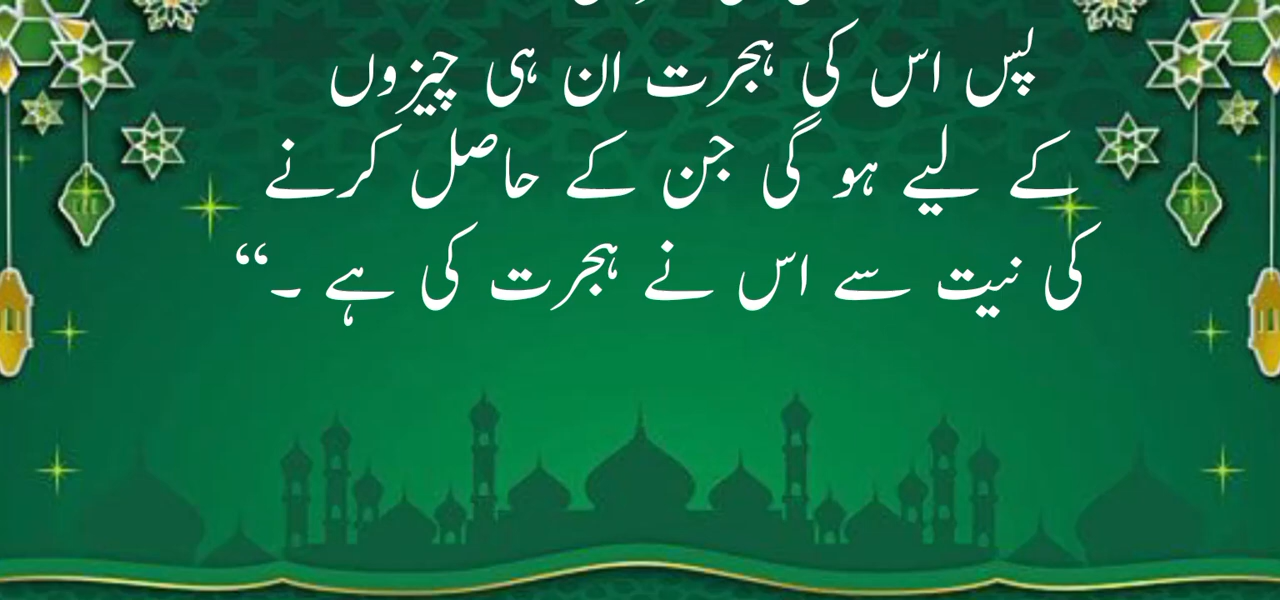 پس اس کی ہجرت ان ہی چیزوں
کے لیے ہو گی جن کے حاصل کرنے
کی نیت سے اس نے ہجرت کی ہے ۔“